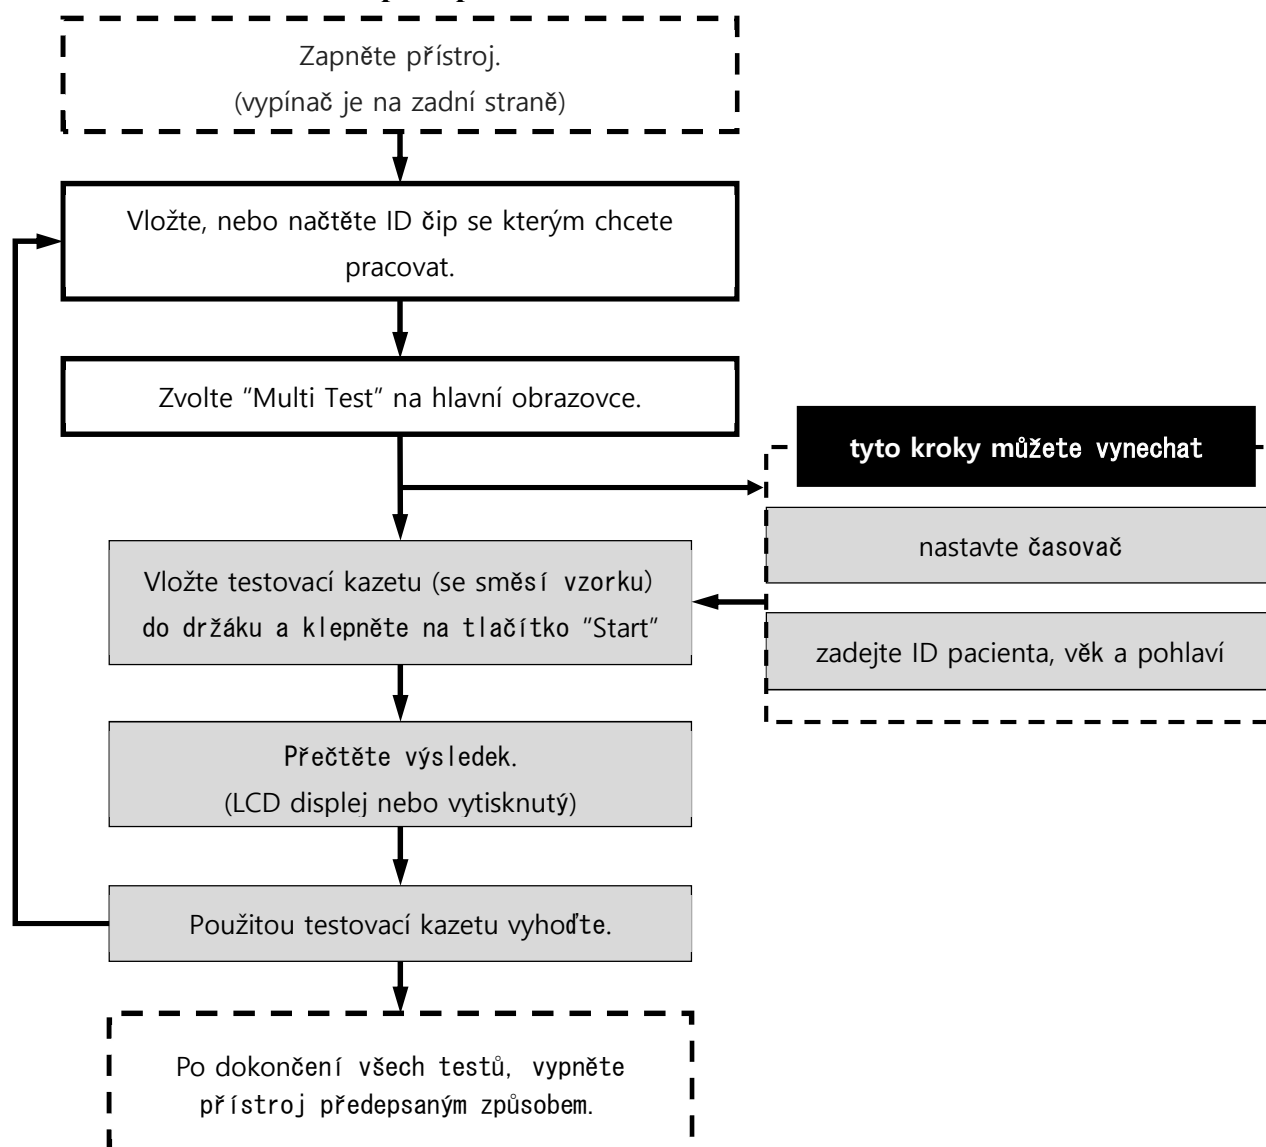 Zapněte přístroj.
(vypínač je na zadní straně)
Vložte, nebo načtěte ID čip se kterým chcete
pracovat.
Zvolte "Multi Test" na hlavní obrazovce.
tyto kroky můžete vynechat
nastavte časovač
zadejte ID pacienta, věk a pohlaví
Vložte testovací kazetu (se směsí vzorku)
do držáku a klepněte na tlačítko "Start"
Přečtěte výsledek.
(LCD displej nebo vytisknutý)
Použitou testovací kazetu vyhoďte.
Po dokončení všech testů, vypněte
přístroj předepsaným způsobem.